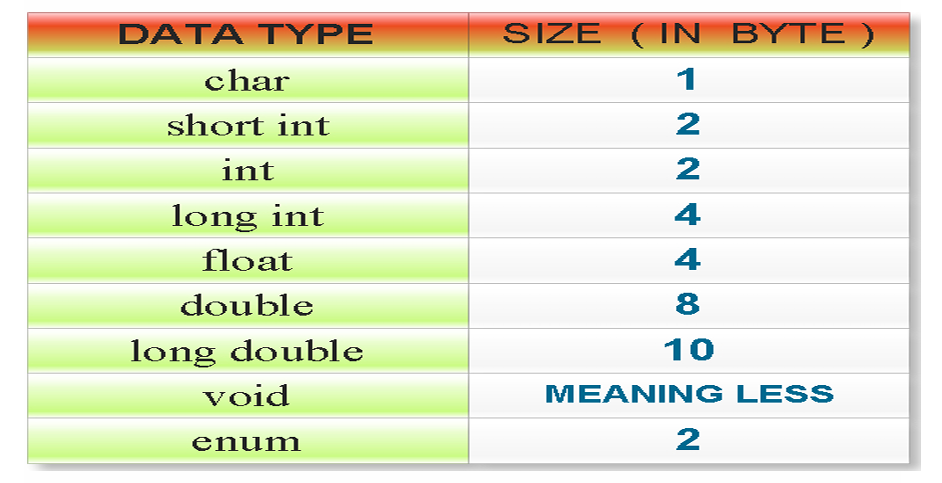 DATA TYPE SIZE ( IN BYTE )
char 1
short int 2
int 2
long int 4
float 4
double 8
long double 10
void MEANING LESS
enum 2